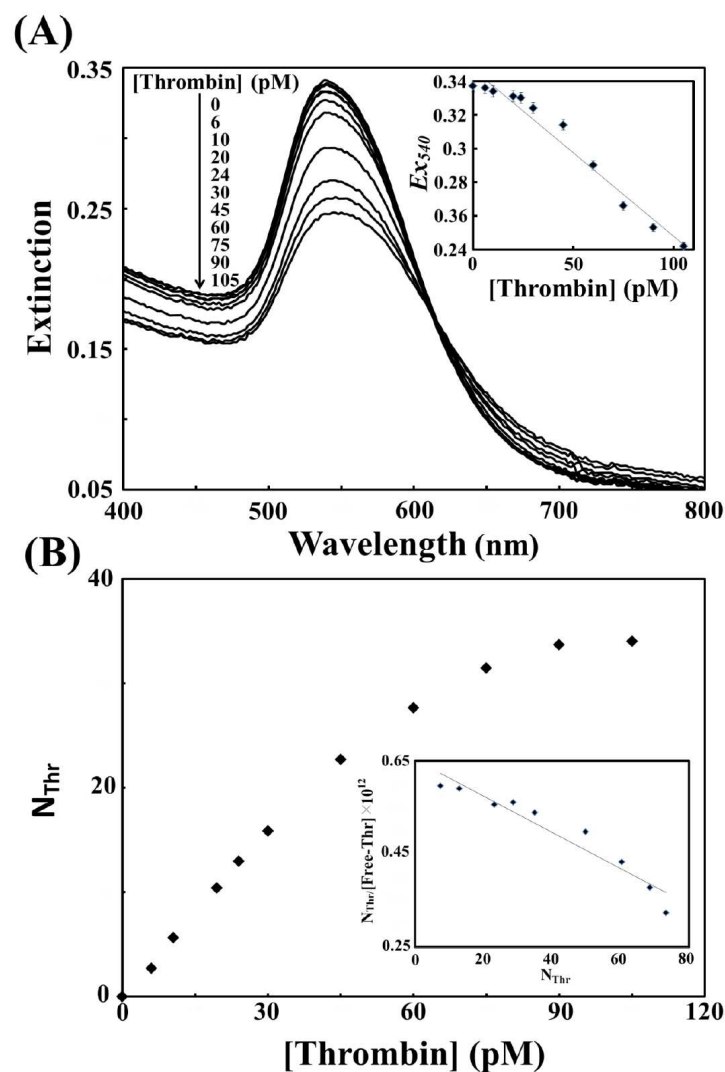 (A)
0.35
0.25
0.15
0.05
Extinction
[Thrombin] (pM)
0
6
10
20
24
30
45
60
75
90
105
0.34
0.32
0.3
0.28
0.26
0.24
Ex540
0 50 100
[Thrombin] (pM)
400 500 600 700 800
Wavelength (nm)
(B)
40
20
0
NThr
0.65
0.45
0.25
NThr/[Free-Thr]×10¹²
0 20 40 60 80
NThr
0 30 60 90 120
[Thrombin] (pM)